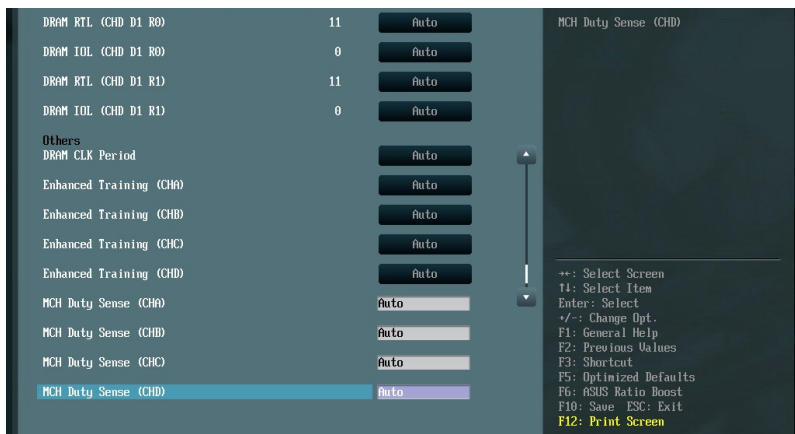 DRAM RTL (CHD D1 R0) 11 Auto
DRAM IOL (CHD D1 R0) 0 Auto
DRAM RTL (CHD D1 R1) 11 Auto
DRAM IOL (CHD D1 R1) 0 Auto
Others
DRAM CLK Period Auto
Enhanced Training (CHA) Auto
Enhanced Training (CHB) Auto
Enhanced Training (CHC) Auto
Enhanced Training (CHD) Auto
MCH Duty Sense (CHA) Auto
MCH Duty Sense (CHB) Auto
MCH Duty Sense (CHC) Auto
MCH Duty Sense (CHD) Auto
MCH Duty Sense (CHD)
→←: Select Screen
↑↓: Select Item
Enter: Select
+/-: Change Opt.
F1: General Help
F2: Previous Values
F3: Shortcut
F5: Optimized Defaults
F6: ASUS Ratio Boost
F10: Save ESC: Exit
F12: Print Screen